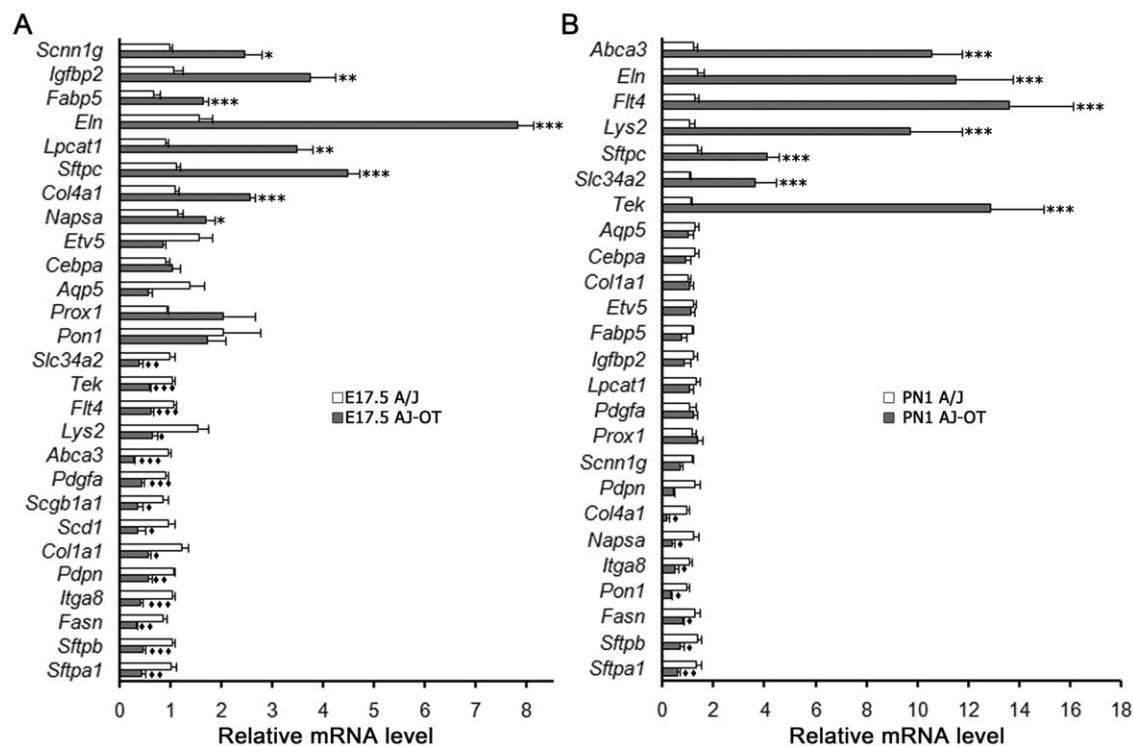 A
Scnn1g *
Igfbp2 **
Fabp5 ***
Eln ***
Lpcat1 **
Sftpc ***
Col4a1 ***
Napsa *
Etv5
Cebpa
Aqp5
Prox1
Pon1
Slc34a2 ♦♦
Tek ♦♦♦
Flt4 ♦♦♦
Lys2 ♦
Abca3 ♦♦♦
Pdgfa ♦♦♦
Scgb1a1 ♦
Scd1 ♦
Col1a1 ♦
Pdpn ♦♦
Itga8 ♦♦♦
Fasn ♦♦
Sftpb ♦♦♦
Sftpa1 ♦♦
E17.5 A/J
E17.5 AJ-OT
0 1 2 3 4 5 6 7 8
Relative mRNA level
B
Abca3 ***
Eln ***
Flt4 ***
Lys2 ***
Sftpc ***
Slc34a2 ***
Tek ***
Aqp5
Cebpa
Col1a1
Etv5
Fabp5
Igfbp2
Lpcat1
Pdgfa
Prox1
Scnn1g
Pdpn
Col4a1 ♦
Napsa ♦
Itga8 ♦
Pon1 ♦
Fasn ♦
Sftpb ♦
Sftpa1 ♦♦
PN1 A/J
PN1 AJ-OT
0 2 4 6 8 10 12 14 16 18
Relative mRNA level